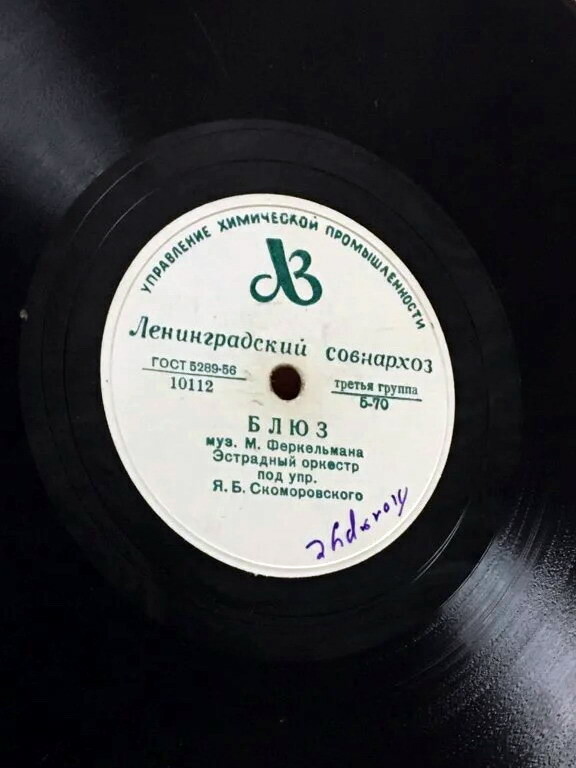 УПРАВЛЕНИЕ ХИМИЧЕСКОЙ ПРОМЫШЛЕННОСТИ
ЛЗ
Ленинградский совнархоз
ГОСТ 5289-56
10112
третья группа
5-70
БЛЮЗ
муз. М. Феркельмана
Эстрадный оркестр
под упр.
Я. Б. Скоморовского